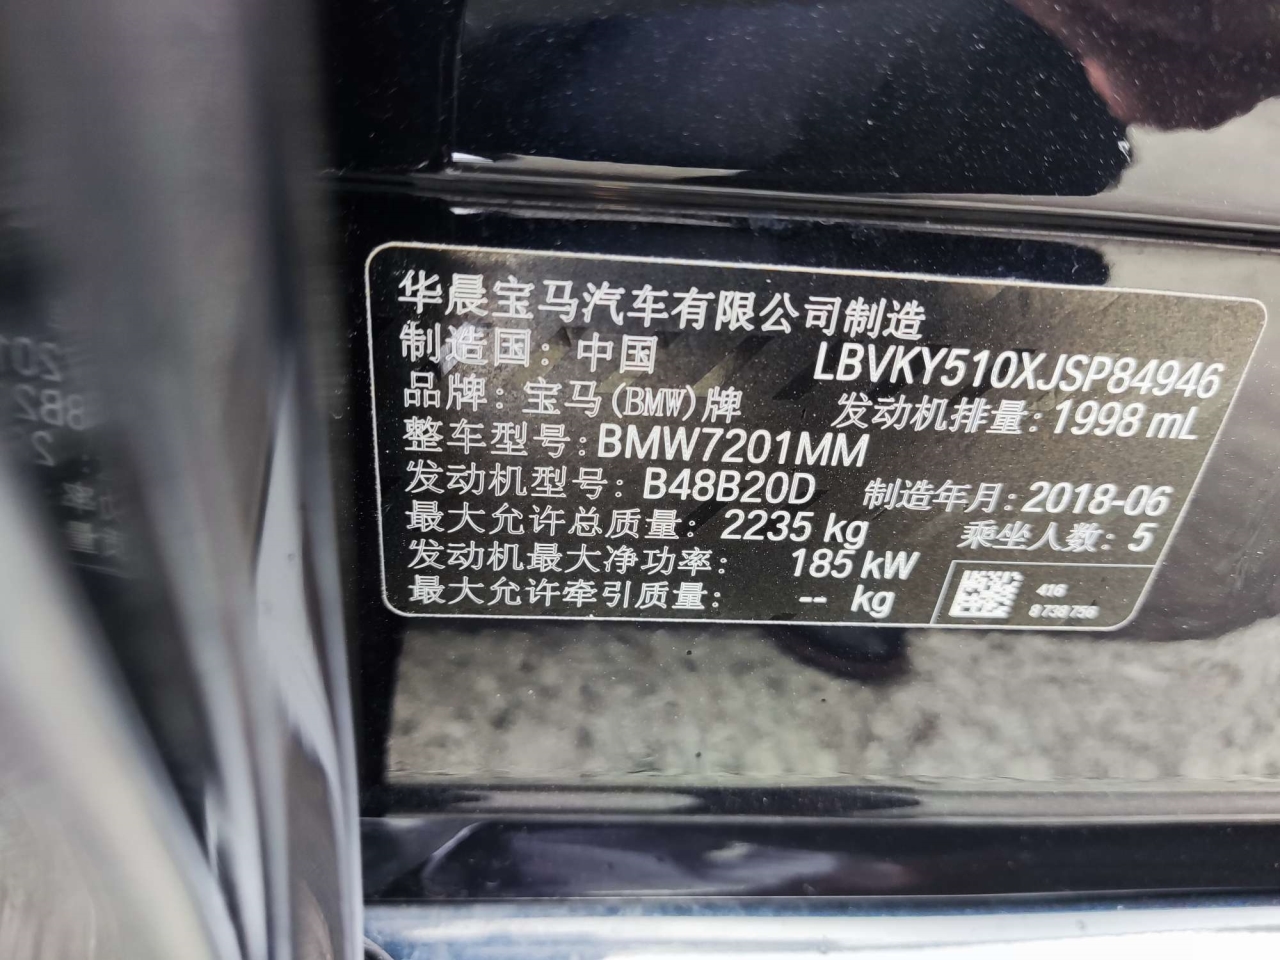 华晨宝马汽车有限公司制造
制造国：中国 LBVKY510XJSP84946
品牌：宝马(BMW)牌 发动机排量：1998 mL
整车型号：BMW7201MM
发动机型号：B48B20D 制造年月：2018-06
最大允许总质量：2235 kg 乘坐人数：5
发动机最大净功率：185 kW
最大允许牵引质量：-- kg
416
8738756